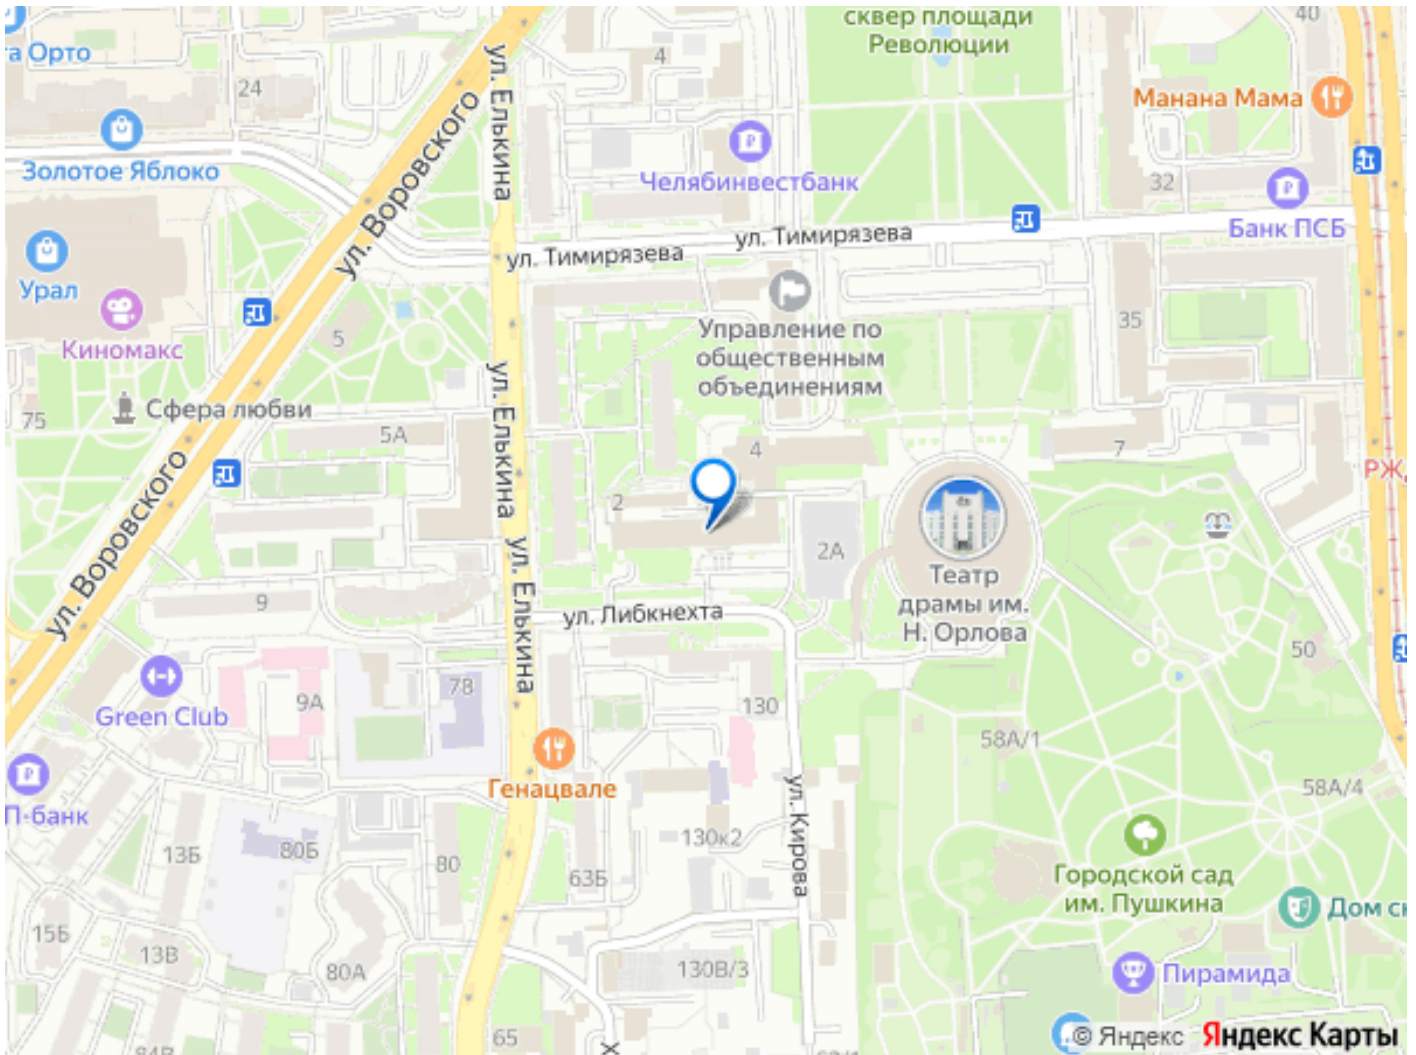 сквер площади
Революции
40
а Орто
4
24
ул. Елькина
Манана Мама
ул. Воровского
Золотое Яблоко
Челябинвестбанк
32
Банк ПСБ
ул. Тимирязева
ул. Тимирязева
Урал
Киномакс
5
Управление по
общественным
объединениям
35
75
Сфера любви
5А
ул. Елькина
4
7
РЖД
2
ул. Воровского
2А
Театр
драмы им.
Н. Орлова
9
ул. Либкнехта
ул. Елькина
50
Green Club
9А
78
130
58А/1
Генацвале
58А/4
П-банк
ул. Кирова
13Б
80Б
80
130к2
63Б
Городской сад
им. Пушкина
Дом ск
15Б
13В
80А
130В/3
Пирамида
65
Х
© Яндекс Яндекс Карты